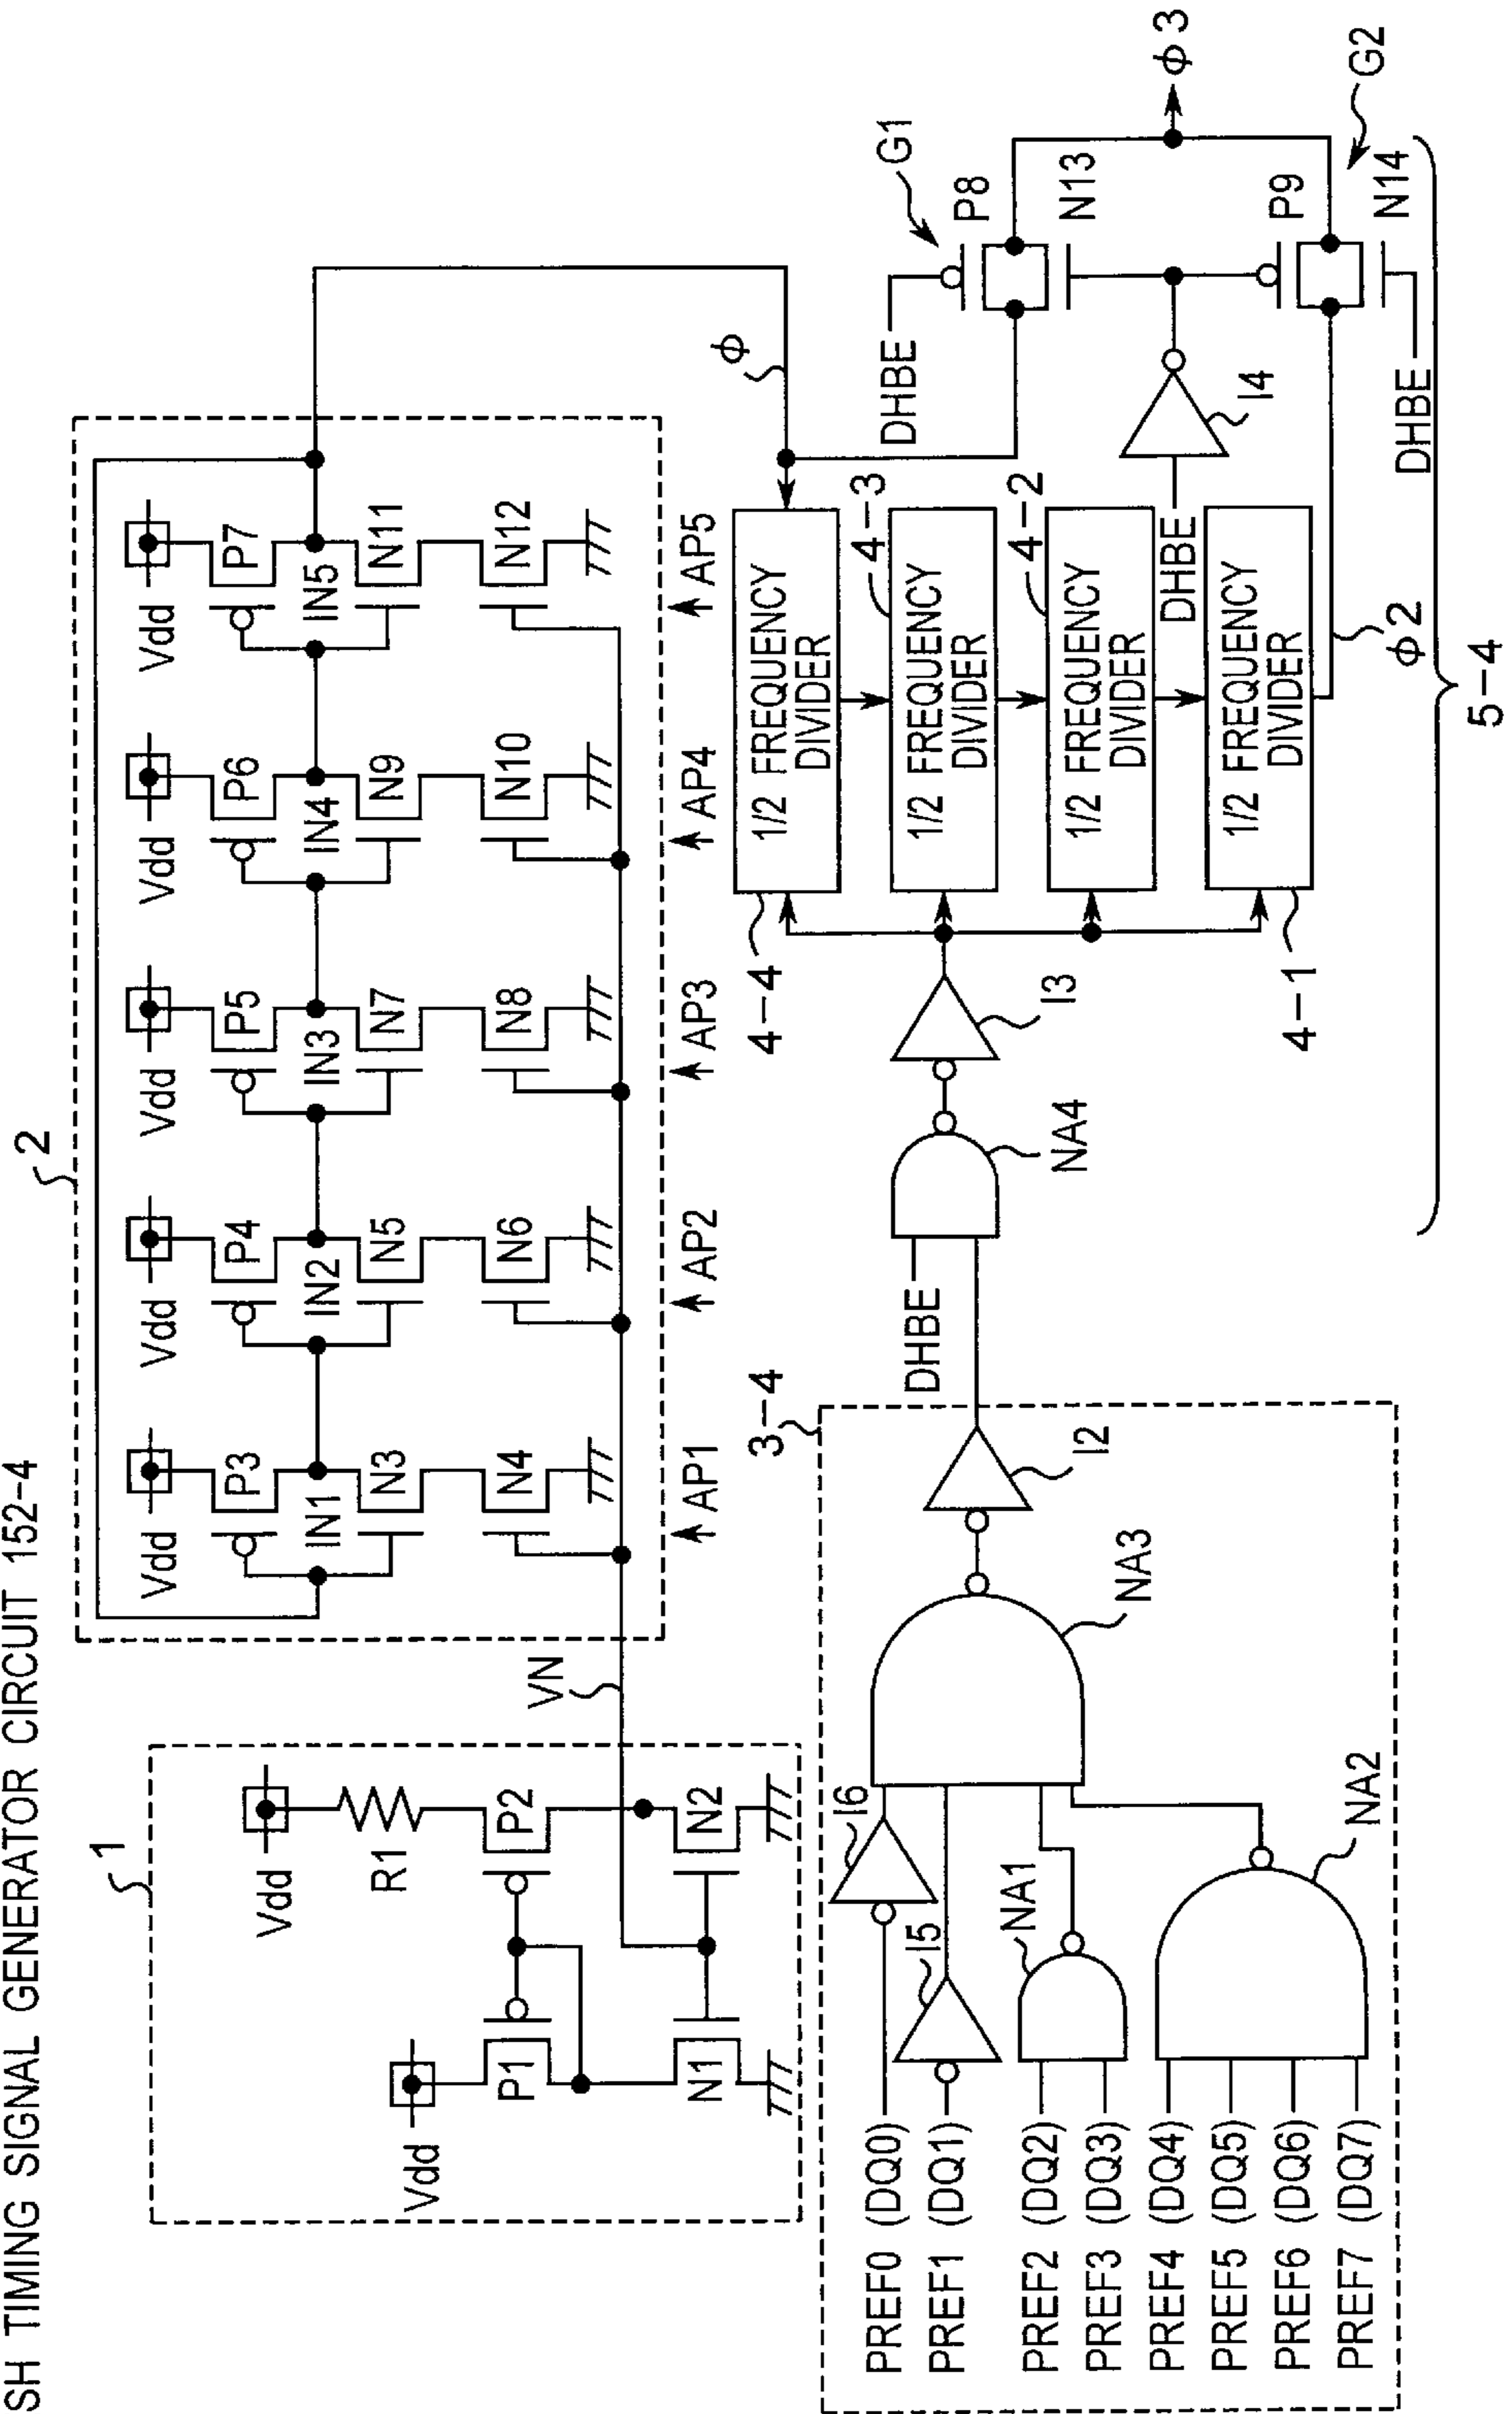 SH TIMING SIGNAL GENERATOR CIRCUIT 152-4
1
Vdd
Vdd
R1
P1
P2
N1
N2
VN
2
Vdd
Vdd
Vdd
Vdd
Vdd
P3
P4
P5
P6
P7
IN1
IN2
IN3
IN4
IN5
N3
N5
N7
N9
N11
N4
N6
N8
N10
N12
AP1
AP2
AP3
AP4
AP5
φ
3-4
PREF0 (DQ0)
PREF1 (DQ1)
PREF2 (DQ2)
PREF3 (DQ3)
PREF4 (DQ4)
PREF5 (DQ5)
PREF6 (DQ6)
PREF7 (DQ7)
I6
I5
NA1
NA2
NA3
I2
DHBE
NA4
I3
4-4
1/2 FREQUENCY
DIVIDER
4-3
1/2 FREQUENCY
DIVIDER
4-2
1/2 FREQUENCY
DIVIDER
4-1
1/2 FREQUENCY
DIVIDER
DHBE
G1
P8
N13
DHBE
I4
P9
N14
G2
DHBE
φ2
φ3
5-4